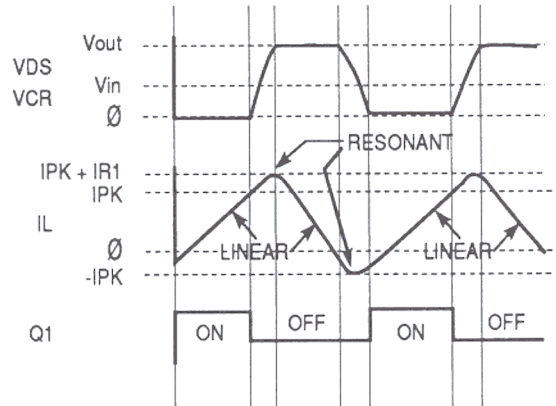 Vout
VDS
Vin
VCR
Ø
RESONANT
IPK + IR1
IPK
IL
Ø
LINEAR
LINEAR
-IPK
Q1
ON
OFF
ON
OFF